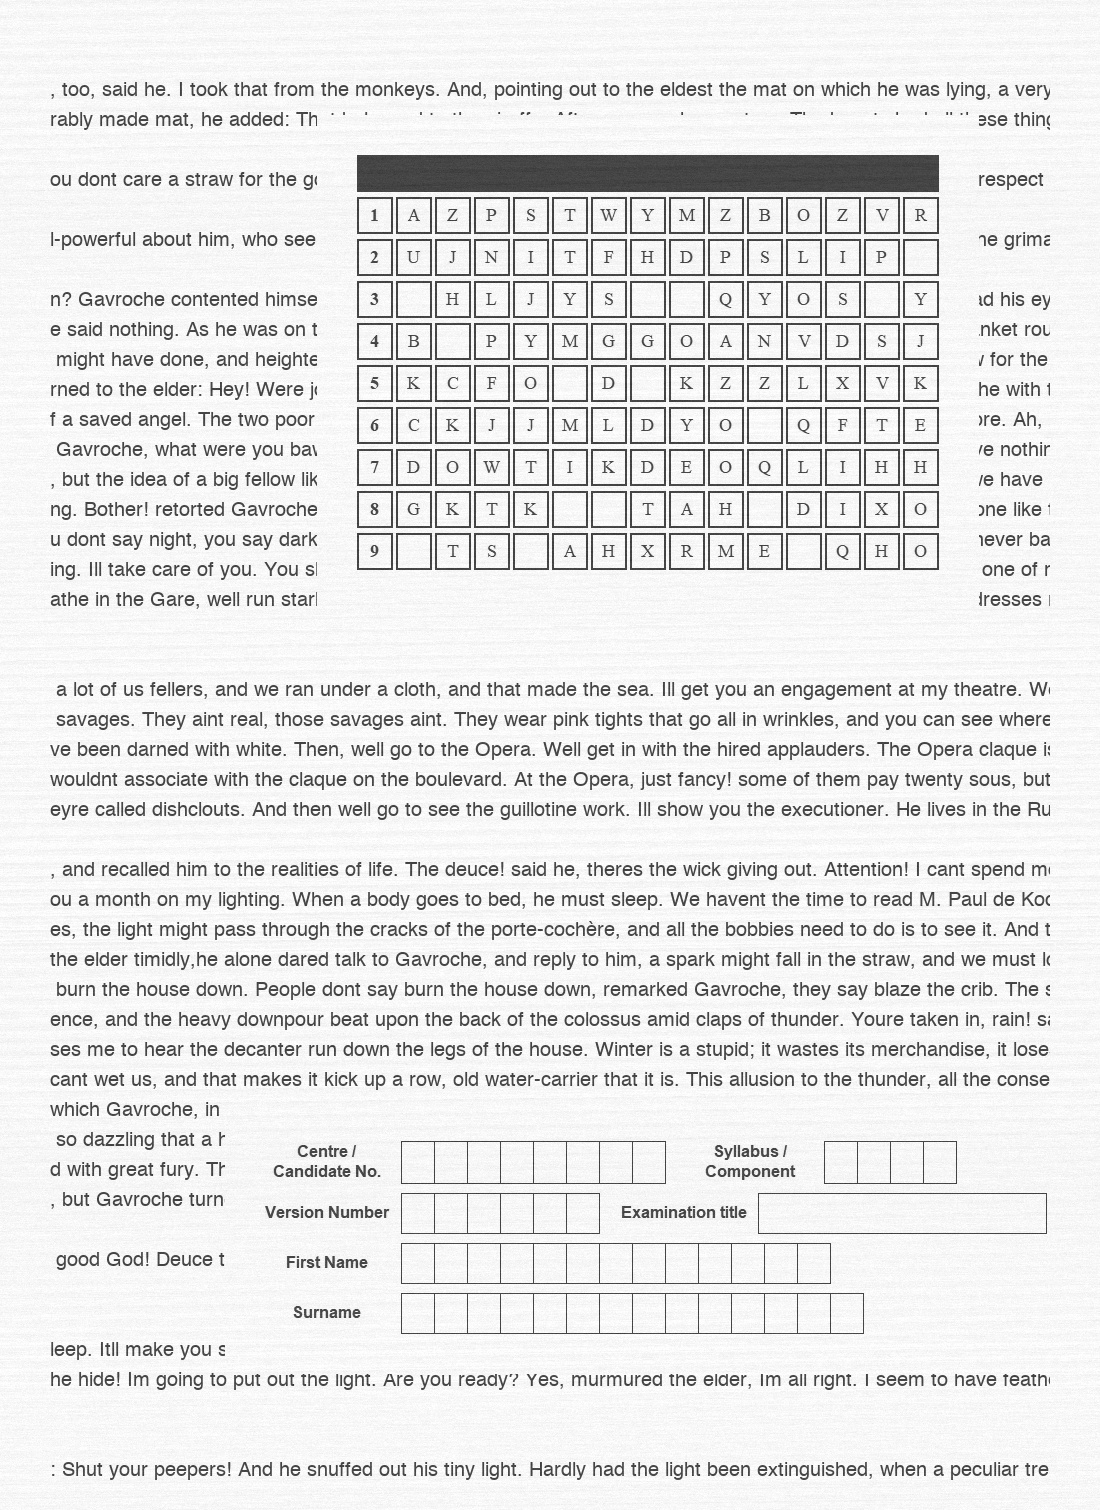 , too, said he. I took that from the monkeys. And, pointing out to the eldest the mat on which he was lying, a very
rably made mat, he added: Th ese thing
ou dont care a straw for the go respect
l-powerful about him, who see ne grima
n? Gavroche contented himse ad his ey
e said nothing. As he was on t nket rou
might have done, and heighte for the
rned to the elder: Hey! Were jo he with t
f a saved angel. The two poor ore. Ah,
Gavroche, what were you bav ve nothin
, but the idea of a big fellow lik ve have
ng. Bother! retorted Gavroche one like t
u dont say night, you say dark never ba
ing. Ill take care of you. You sl one of r
athe in the Gare, well run starl dresses
1 A Z P S T W Y M Z B O Z V R
2 U J N I T F H D P S L I P
3 H L J Y S Q Y O S Y
4 B P Y M G G O A N V D S J
5 K C F O D K Z Z L X V K
6 C K J J M L D Y O Q F T E
7 D O W T I K D E O Q L I H H
8 G K T K T A H D I X O
9 T S A H X R M E Q H O
a lot of us fellers, and we ran under a cloth, and that made the sea. Ill get you an engagement at my theatre. We
savages. They aint real, those savages aint. They wear pink tights that go all in wrinkles, and you can see where
ve been darned with white. Then, well go to the Opera. Well get in with the hired applauders. The Opera claque is
wouldnt associate with the claque on the boulevard. At the Opera, just fancy! some of them pay twenty sous, but
eyre called dishclouts. And then well go to see the guillotine work. Ill show you the executioner. He lives in the Ru
, and recalled him to the realities of life. The deuce! said he, theres the wick giving out. Attention! I cant spend mo
ou a month on my lighting. When a body goes to bed, he must sleep. We havent the time to read M. Paul de Koc
es, the light might pass through the cracks of the porte-cochère, and all the bobbies need to do is to see it. And t
the elder timidly,he alone dared talk to Gavroche, and reply to him, a spark might fall in the straw, and we must lo
burn the house down. People dont say burn the house down, remarked Gavroche, they say blaze the crib. The s
ence, and the heavy downpour beat upon the back of the colossus amid claps of thunder. Youre taken in, rain! sa
ses me to hear the decanter run down the legs of the house. Winter is a stupid; it wastes its merchandise, it lose
cant wet us, and that makes it kick up a row, old water-carrier that it is. This allusion to the thunder, all the conse
which Gavroche, in
so dazzling that a h
d with great fury. Th
, but Gavroche turn
good God! Deuce t
Centre / Candidate No. Syllabus / Component
Version Number Examination title
First Name
Surname
leep. Itll make you s
he hide! Im going to put out the light. Are you ready? Yes, murmured the elder, Im all right. I seem to have feathe
: Shut your peepers! And he snuffed out his tiny light. Hardly had the light been extinguished, when a peculiar tre